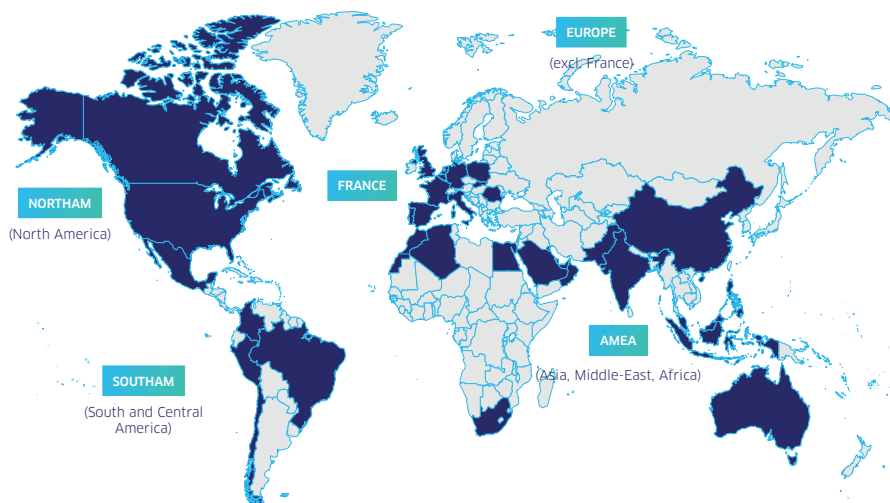 EUROPE
(excl. France)
FRANCE
NORTHAM
(North America)
AMEA
(Asia, Middle-East, Africa)
SOUTHAM
(South and Central
America)